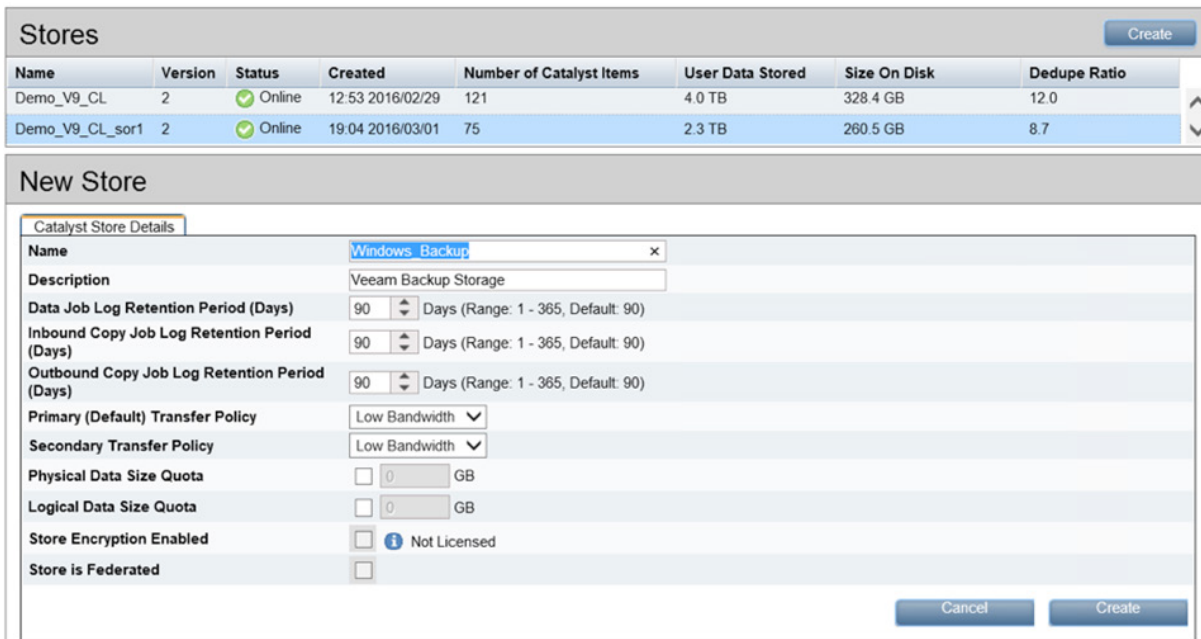 Stores
Create
Name Version Status Created Number of Catalyst Items User Data Stored Size On Disk Dedupe Ratio
Demo_V9_CL 2 Online 12:53 2016/02/29 121 4.0 TB 328.4 GB 12.0
Demo_V9_CL_sor1 2 Online 19:04 2016/03/01 75 2.3 TB 260.5 GB 8.7
New Store
Catalyst Store Details
Name Windows_Backup ×
Description Veeam Backup Storage
Data Job Log Retention Period (Days) 90 Days (Range: 1 - 365, Default: 90)
Inbound Copy Job Log Retention Period
(Days) 90 Days (Range: 1 - 365, Default: 90)
Outbound Copy Job Log Retention Period
(Days) 90 Days (Range: 1 - 365, Default: 90)
Primary (Default) Transfer Policy Low Bandwidth
Secondary Transfer Policy Low Bandwidth
Physical Data Size Quota 0 GB
Logical Data Size Quota 0 GB
Store Encryption Enabled i Not Licensed
Store is Federated
Cancel Create